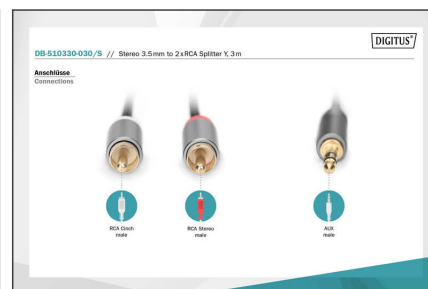 DIGITUS®
DB-510330-030/S // Stereo 3.5mm to 2xRCA Splitter Y, 3m
Anschlüsse
Connections
RCA Cinch
male
RCA Stereo
male
AUX
male